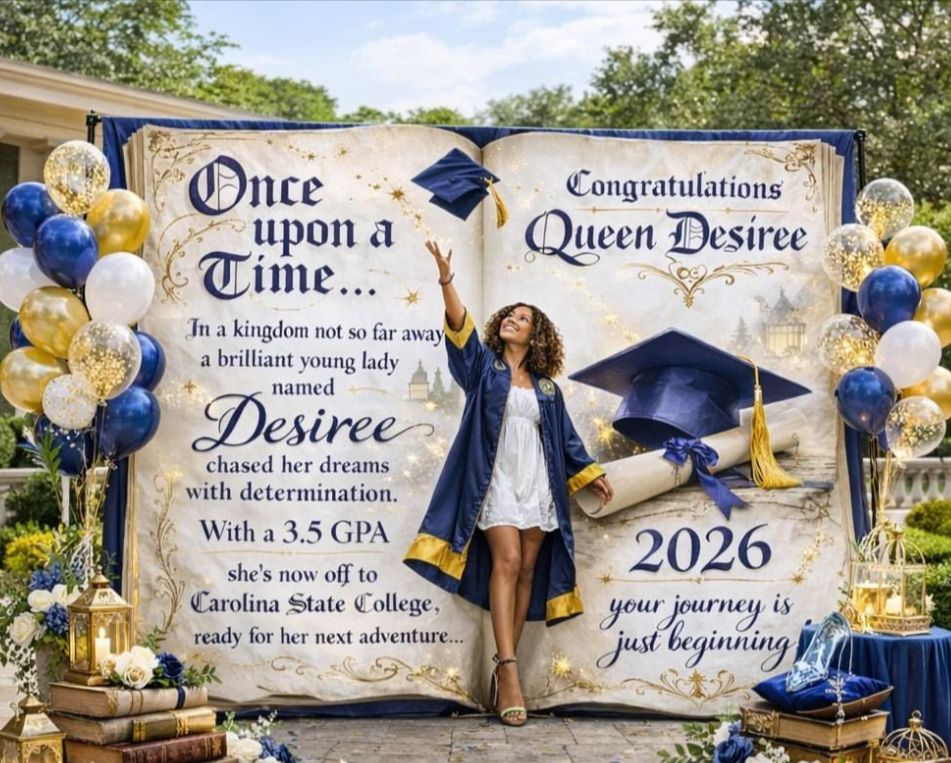 Once
upon a
Time...
In a kingdom not so far away
a brilliant young lady
named
Desiree
chased her dreams
with determination.
With a 3.5 GPA
she's now off to
Carolina State College,
ready for her next adventure...
Congratulations
Queen Desiree
2026
your journey is
just beginning